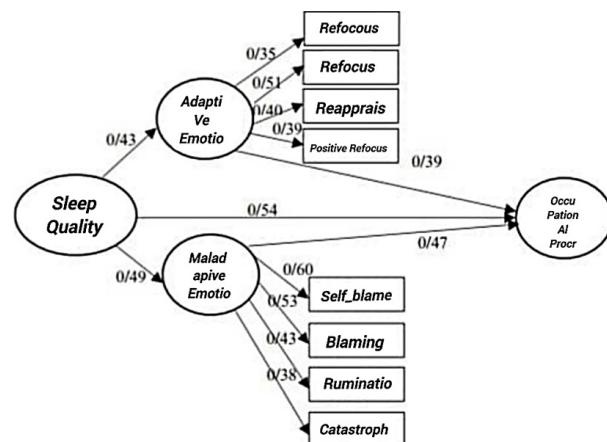 Refocous
0/35
Refocus
0/51
Adapti
Ve
Emotio
Reapprais
0/40
0/39
Positive Refocus
0/43
0/39
Sleep
Quality
0/54
Occu
Pation
Al
Procr
0/47
Malad
apive
Emotio
0/49
0/60
Self_blame
0/53
Blaming
0/43
Ruminatio
0/38
Catastroph